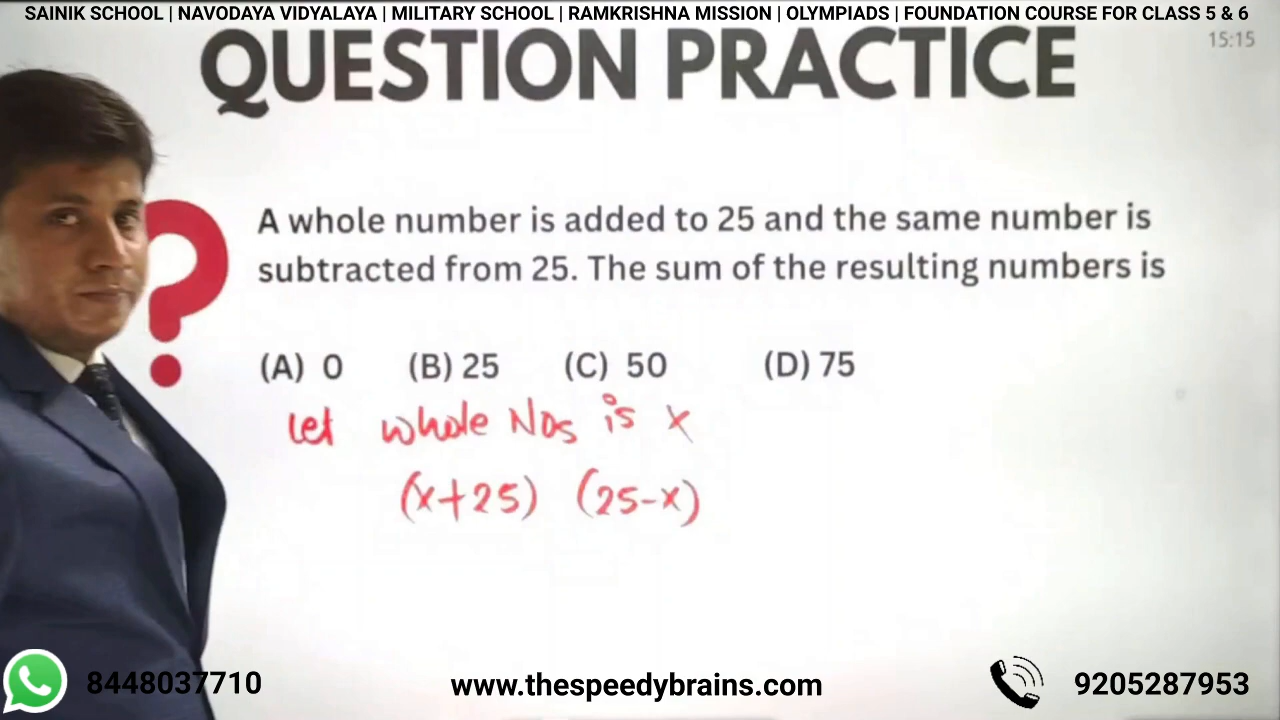 SAINIK SCHOOL | NAVODAYA VIDYALAYA | MILITARY SCHOOL | RAMKRISHNA MISSION | OLYMPIADS | FOUNDATION COURSE FOR CLASS 5 & 6
15:15
QUESTION PRACTICE
?
A whole number is added to 25 and the same number is
subtracted from 25. The sum of the resulting numbers is
(A) 0 (B) 25 (C) 50 (D) 75
Let whole Nos is x
(x+25) (25-x)
8448037710 www.thespeedybrains.com 9205287953